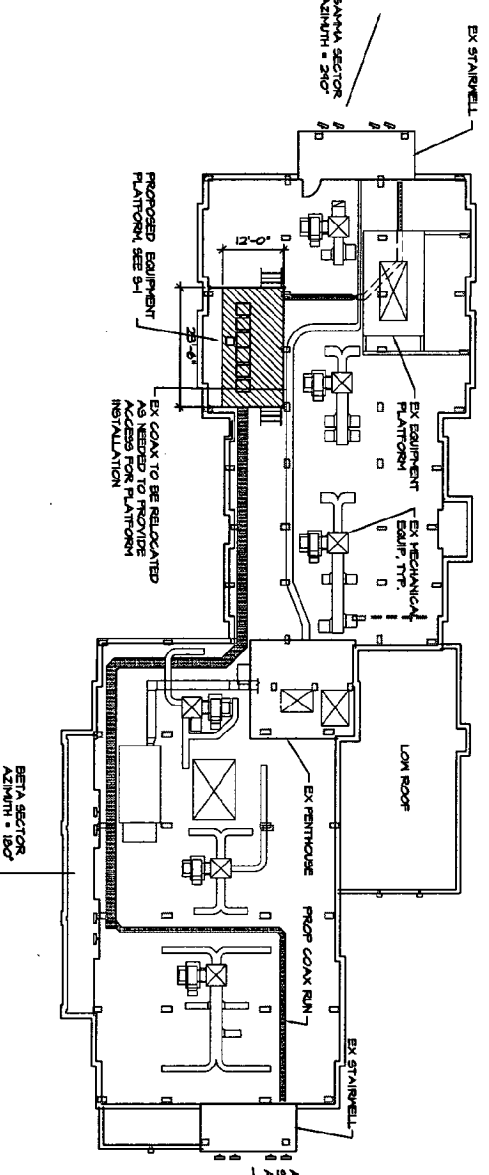 EX STAIRWELL
GAMMA SECTOR
AZIMUTH = 240°
PROPOSED EQUIPMENT
PLATFORM, SEE S-1
12'-0"
EX COAX TO BE RELOCATED
AS NEEDED TO PROVIDE
ACCESS FOR PLATFORM
INSTALLATION
EX EQUIPMENT
PLATFORM
EX MECHANICAL
EQUIP, TYP.
LOW ROOF
EX PENTHOUSE
PROP COAX RUN
EX STAIRWELL
BETA SECTOR
AZIMUTH = 180°